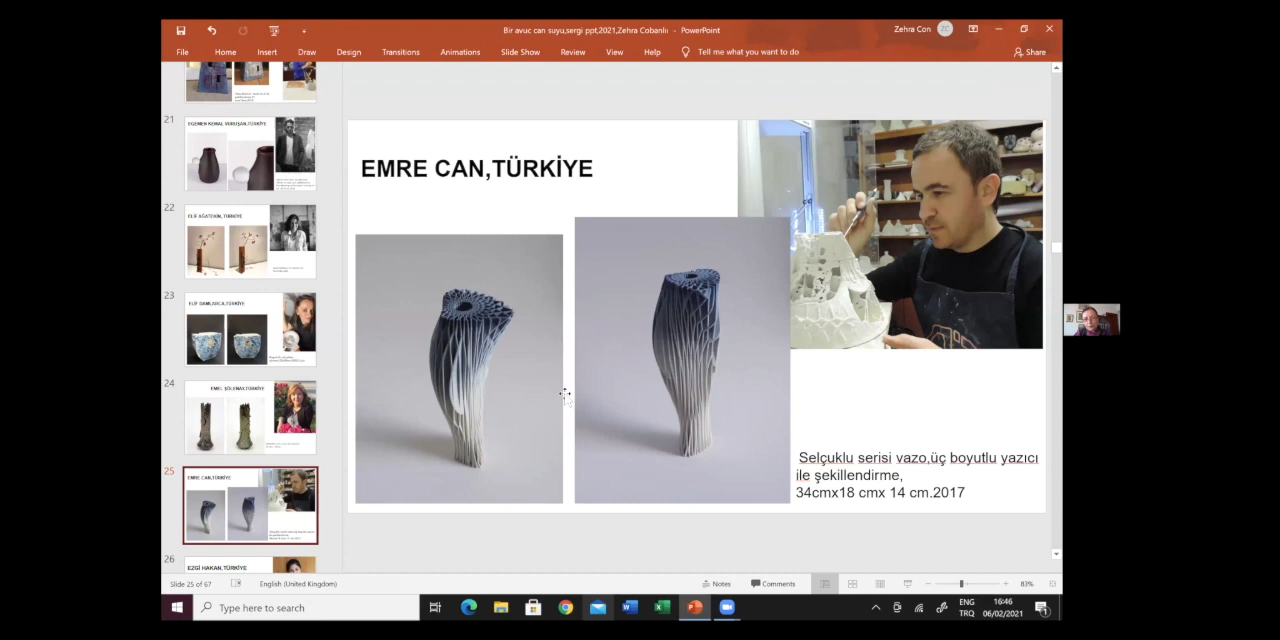 Bir avuc can suyu,sergi ppt,2021,Zehra Cobanlı - PowerPoint
Zehra Con
ZC
File Home Insert Draw Design Transitions Animations Slide Show Review View Help Tell me what you want to do
Share
21
EGEMEN KEMAL VURUŞAN,TÜRKİYE
22
ELİF AĞATEKİN,TÜRKİYE
23
ELİF DAMLARCA,TÜRKİYE
24
EMEL ŞÖLENAY,TÜRKİYE
25
EMRE CAN,TÜRKİYE
26
EZGİ HAKAN,TÜRKİYE
EMRE CAN,TÜRKİYE
Selçuklu serisi vazo,üç boyutlu yazıcı
ile şekillendirme,
34cmx18 cmx 14 cm.2017
Slide 25 of 67
English (United Kingdom)
Notes
Comments
83%
Type here to search
ENG
TRQ
16:46
06/02/2021